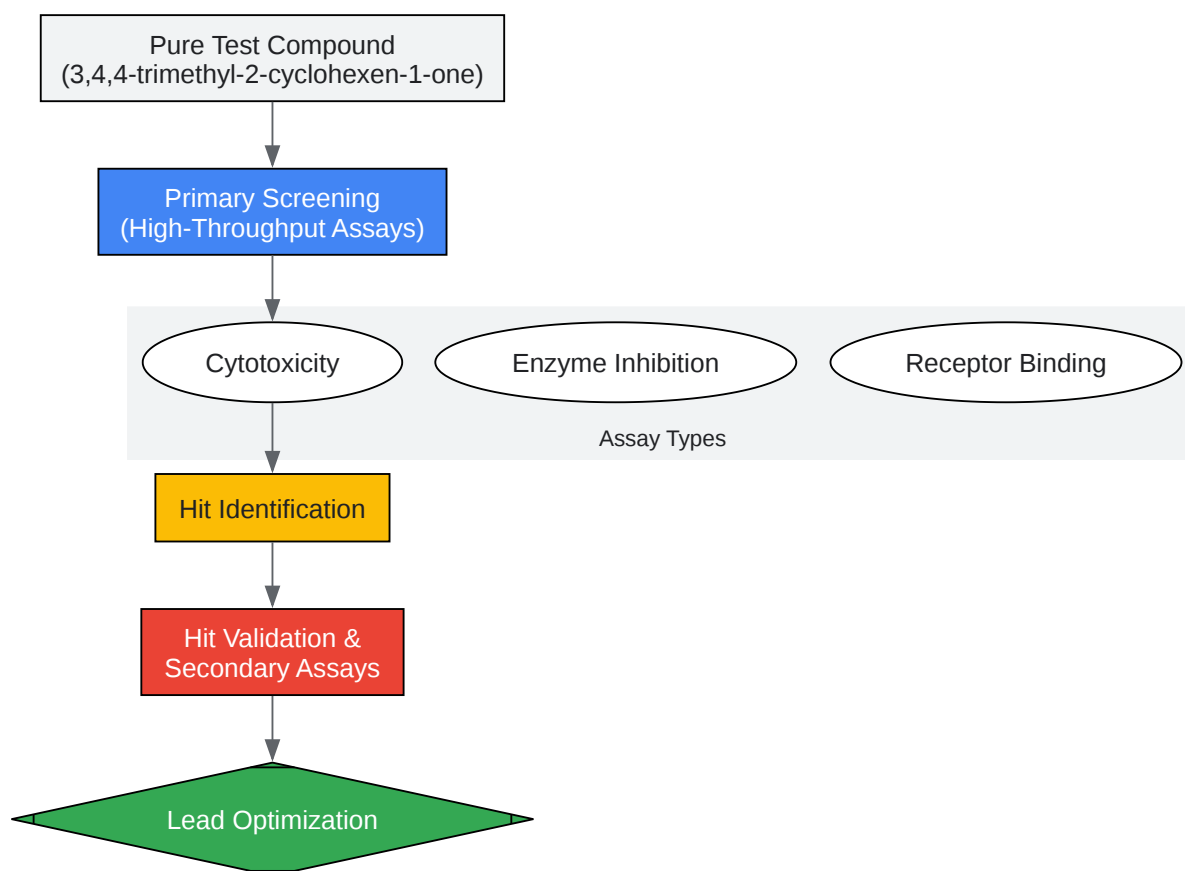 Pure Test Compound
(3,4,4-trimethyl-2-cyclohexen-1-one)
Primary Screening
(High-Throughput Assays)
Cytotoxicity
Enzyme Inhibition
Receptor Binding
Assay Types
Hit Identification
Hit Validation &
Secondary Assays
Lead Optimization